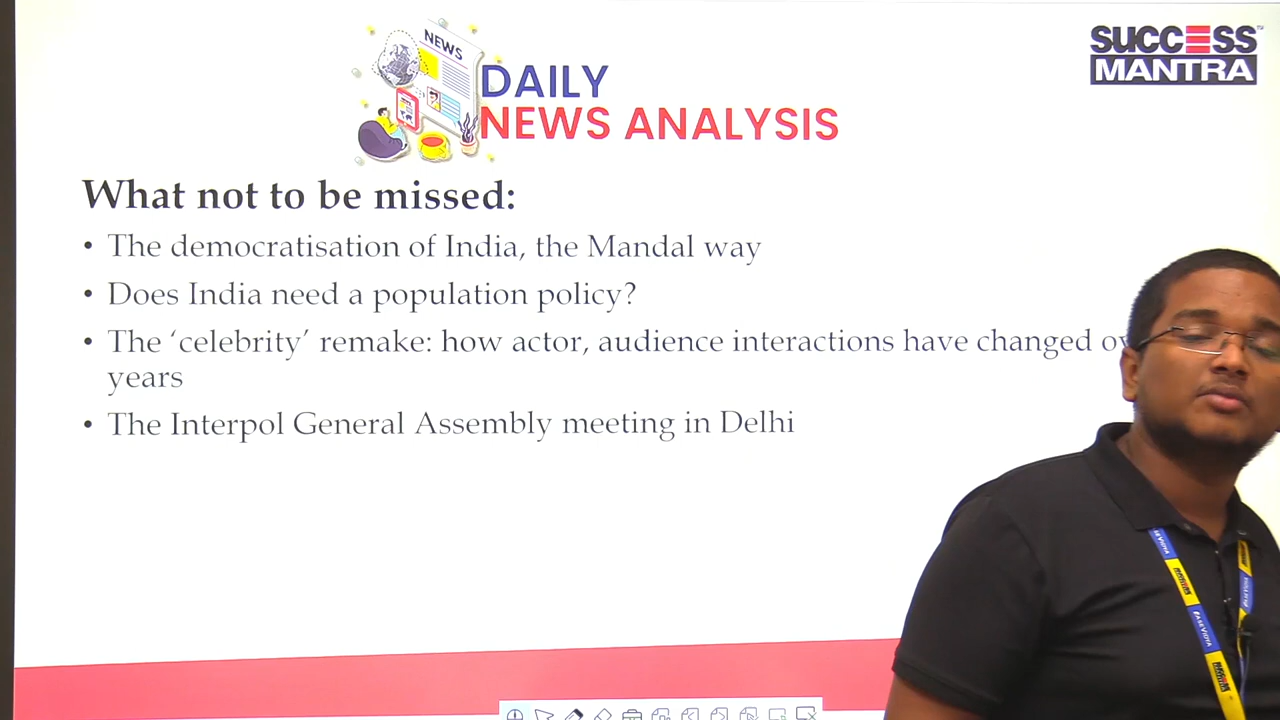 NEWS
DAILY
NEWS ANALYSIS
SUCCESS
MANTRA
What not to be missed:
• The democratisation of India, the Mandal way
• Does India need a population policy?
• The ‘celebrity’ remake: how actor, audience interactions have changed
years
• The Interpol General Assembly meeting in Delhi